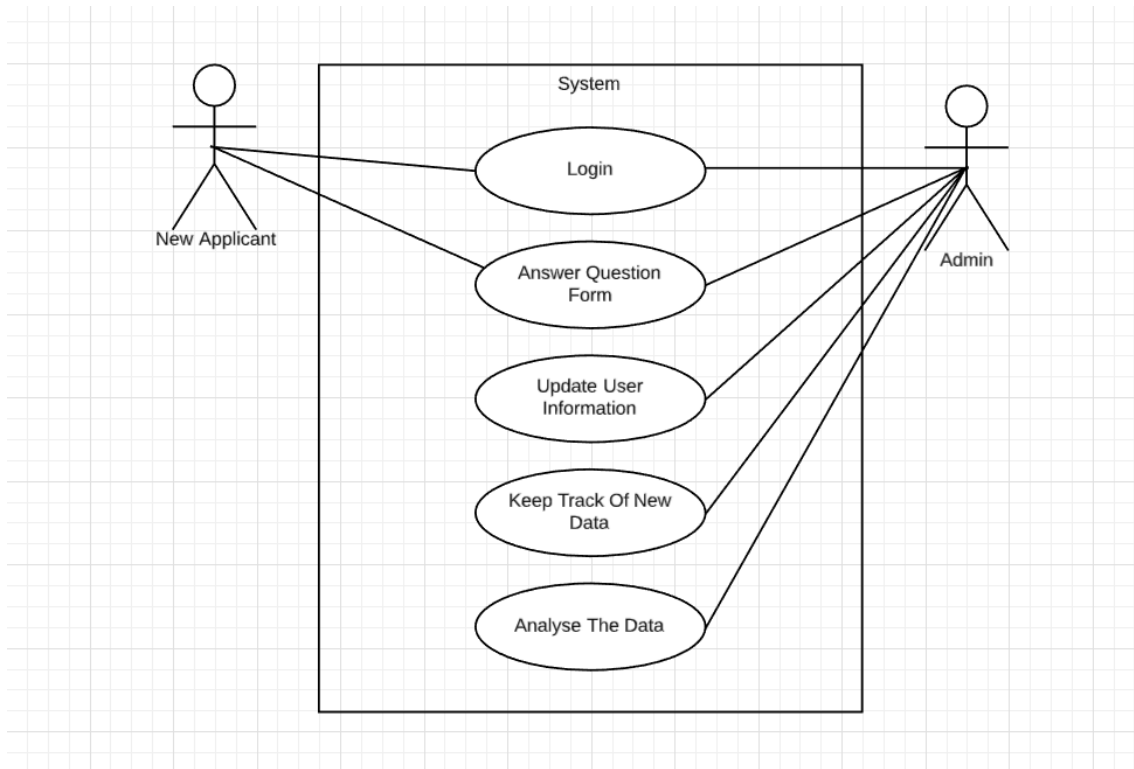 System
Login
New Applicant
Admin
Answer Question
Form
Update User
Information
Keep Track Of New
Data
Analyse The Data